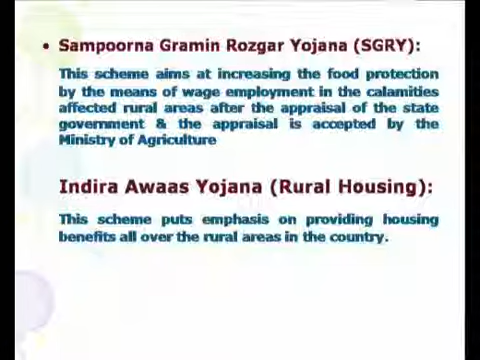 • Sampoorna Gramin Rozgar Yojana (SGRY):
This scheme aims at increasing the food protection
by the means of wage employment in the calamities
affected rural areas after the appraisal of the state
government & the appraisal is accepted by the
Ministry of Agriculture
Indira Awaas Yojana (Rural Housing):
This scheme puts emphasis on providing housing
benefits all over the rural areas in the country.